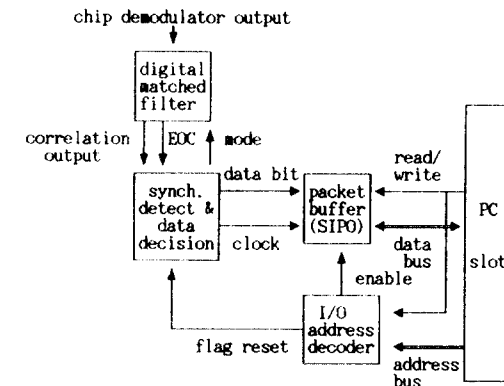 chip demodulator output
digital
matched
filter
correlation
output
EOC
mode
synch.
detect &
data
decision
data bit
clock
packet
buffer
(SIPO)
read/
write
data
bus
PC
slot
enable
I/O
address
decoder
flag reset
address
bus